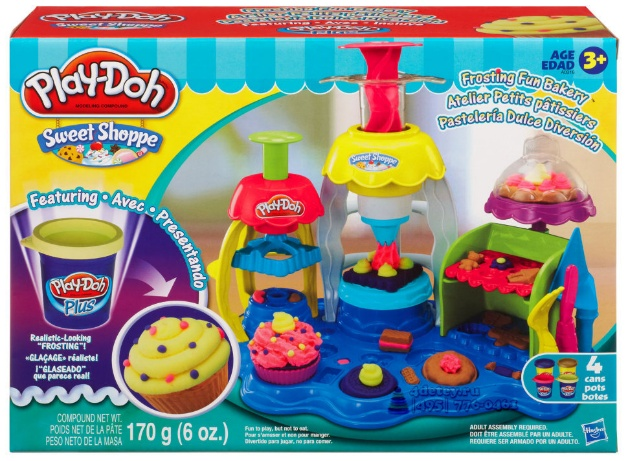 Play-Doh
MODELING COMPOUND
Sweet Shoppe
AGE
EDAD
3+
Frosting Fun Bakery
Atelier Petits pâtissiers
Pastelería Dulce Diversión
Featuring • Avec • Presentando
Play-Doh
Plus
Realistic-Looking
"FROSTING"!
«GLAÇAGE» réaliste!
¡"GLASEADO"
que parece real!
Sweet Shoppe
Play-Doh
4
cans
pots
botes
COMPOUND NET WT.
POIDS NET DE LA PÂTE
PESO NETO DE LA MASA
170 g (6 oz.)
Fun to play, but not to eat.
Pour s'amuser et non pour manger.
Divertido para jugar, no para comer.
ADULT ASSEMBLY REQUIRED.
DOIT ÊTRE ASSEMBLÉ PAR UN ADULTE.
REQUIERE SER ARMADO POR UN ADULTO.
Hasbro